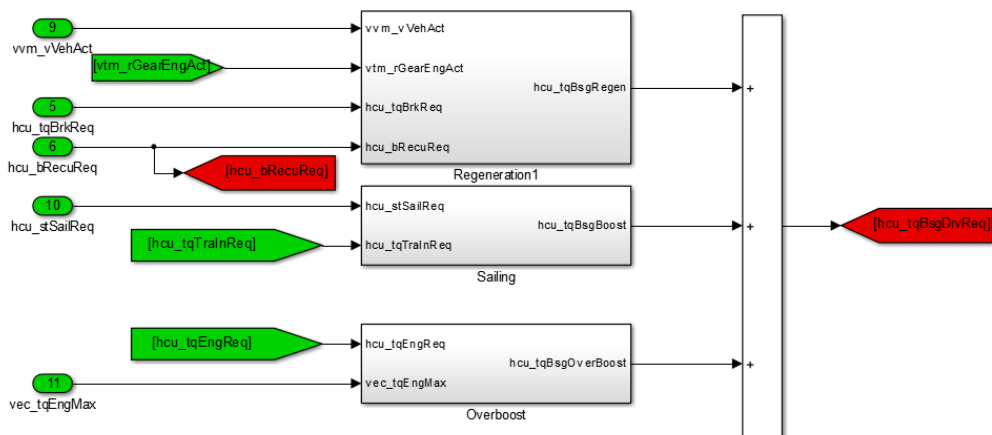 9
vvm_vVehAct
[vtm_rGearEngAct]
5
hcu_tqBrkReq
6
hcu_bRecuReq
[hcu_bRecuReq]
vvm_vVehAct
vtm_rGearEngAct
hcu_tqBrkReq
hcu_bRecuReq
hcu_tqBsgRegen
Regeneration1
10
hcu_stSailReq
[hcu_tqTraInReq]
hcu_stSailReq
hcu_tqTraInReq
hcu_tqBsgBoost
Sailing
[hcu_tqEngReq]
11
vec_tqEngMax
hcu_tqEngReq
vec_tqEngMax
hcu_tqBsgOverBoost
Overboost
+
+
+
[hcu_tqBsgDrvReq]